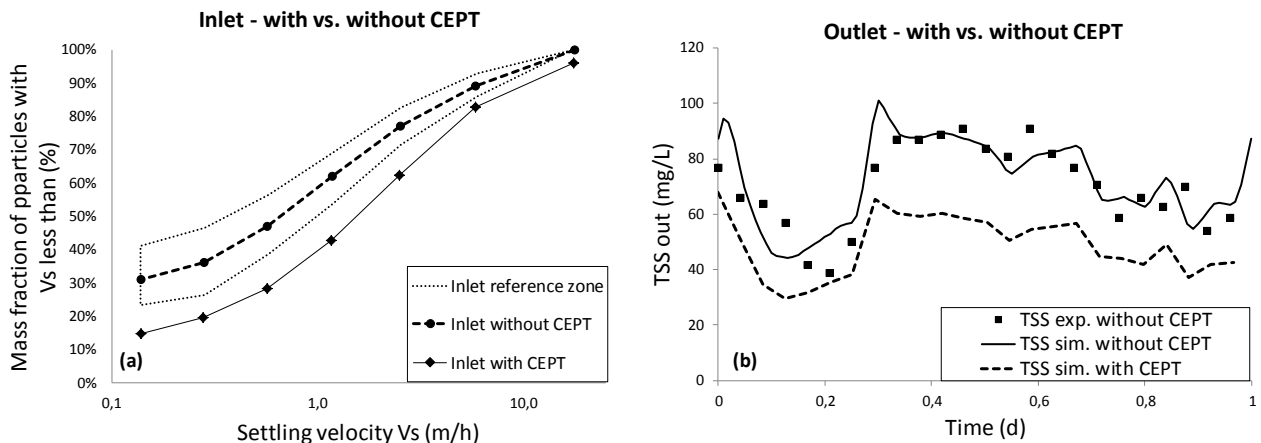 Inlet - with vs. without CEPT
Mass fraction of pparticles with
Vs less than (%)
100%
90%
80%
70%
60%
50%
40%
30%
20%
10%
0%
0,1
1,0
10,0
Settling velocity Vs (m/h)
(a)
Inlet reference zone
Inlet without CEPT
Inlet with CEPT
Outlet - with vs. without CEPT
TSS out (mg/L)
120
100
80
60
40
20
0
0
0,2
0,4
0,6
0,8
1
Time (d)
(b)
TSS exp. without CEPT
TSS sim. without CEPT
TSS sim. with CEPT